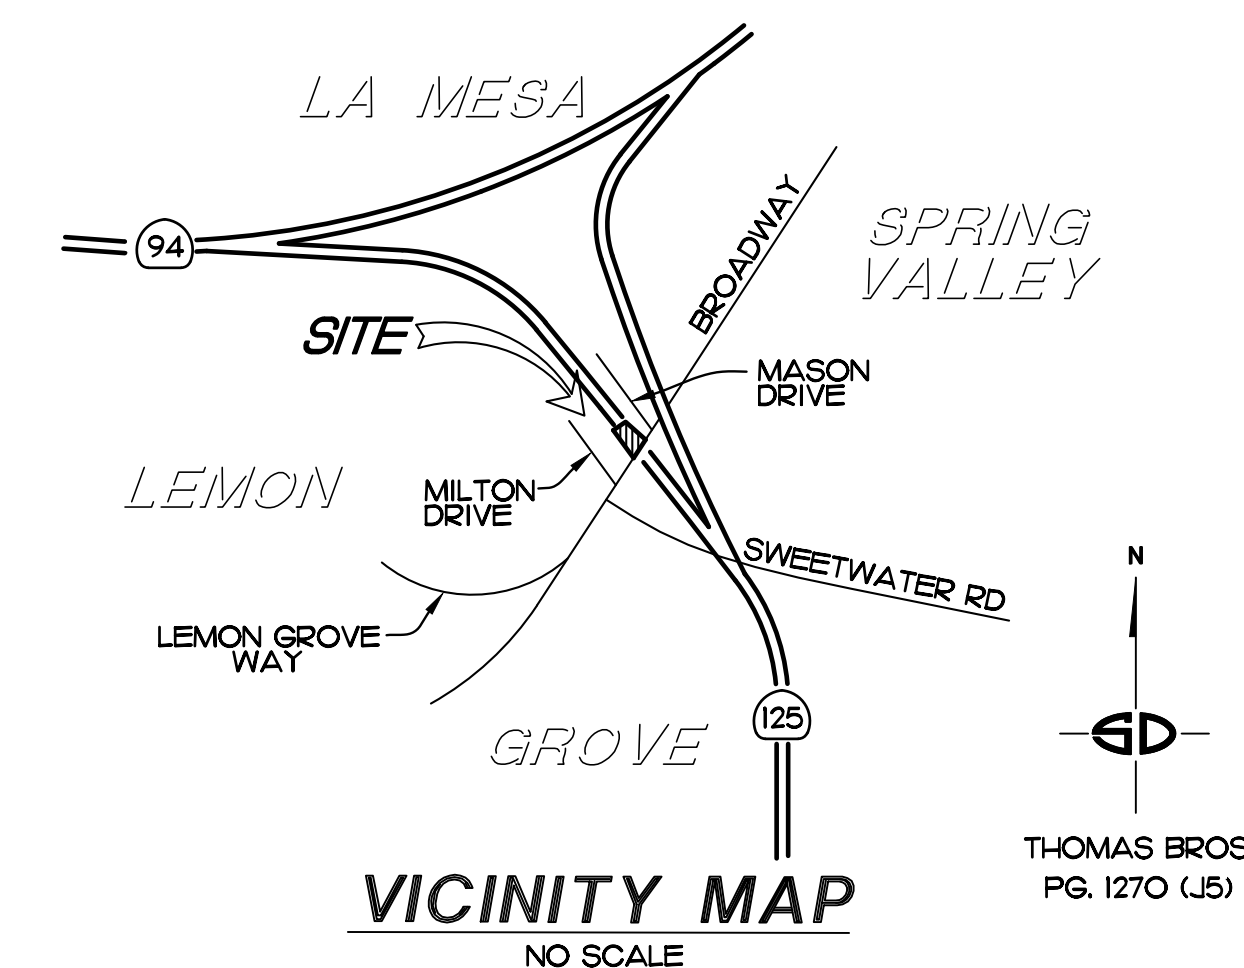 LA MESA
94
BROADWAY
SPRING
VALLEY
SITE
MASON
DRIVE
LEMON
MILTON
DRIVE
SWEETWATER RD
N
LEMON GROVE
WAY
125
GROVE
SD
THOMAS BROS
PG. 1270 (J5)
VICINITY MAP
NO SCALE